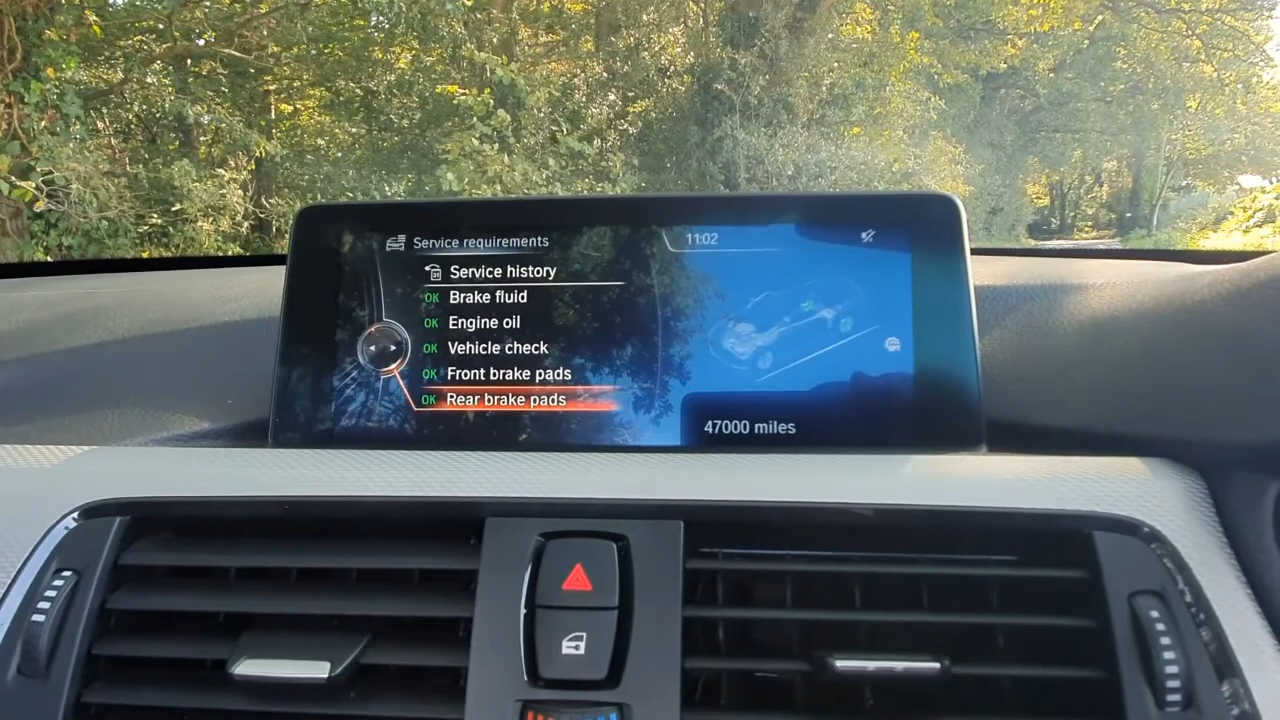 Service requirements
11:02
Service history
OK Brake fluid
OK Engine oil
OK Vehicle check
OK Front brake pads
OK Rear brake pads
47000 miles